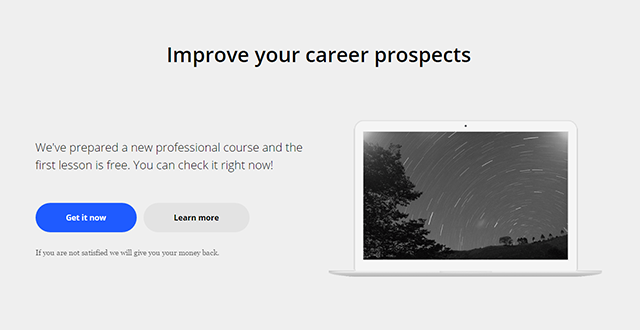 Improve your career prospects
We've prepared a new professional course and the
first lesson is free. You can check it right now!
Get it now
Learn more
If you are not satisfied we will give you your money back.